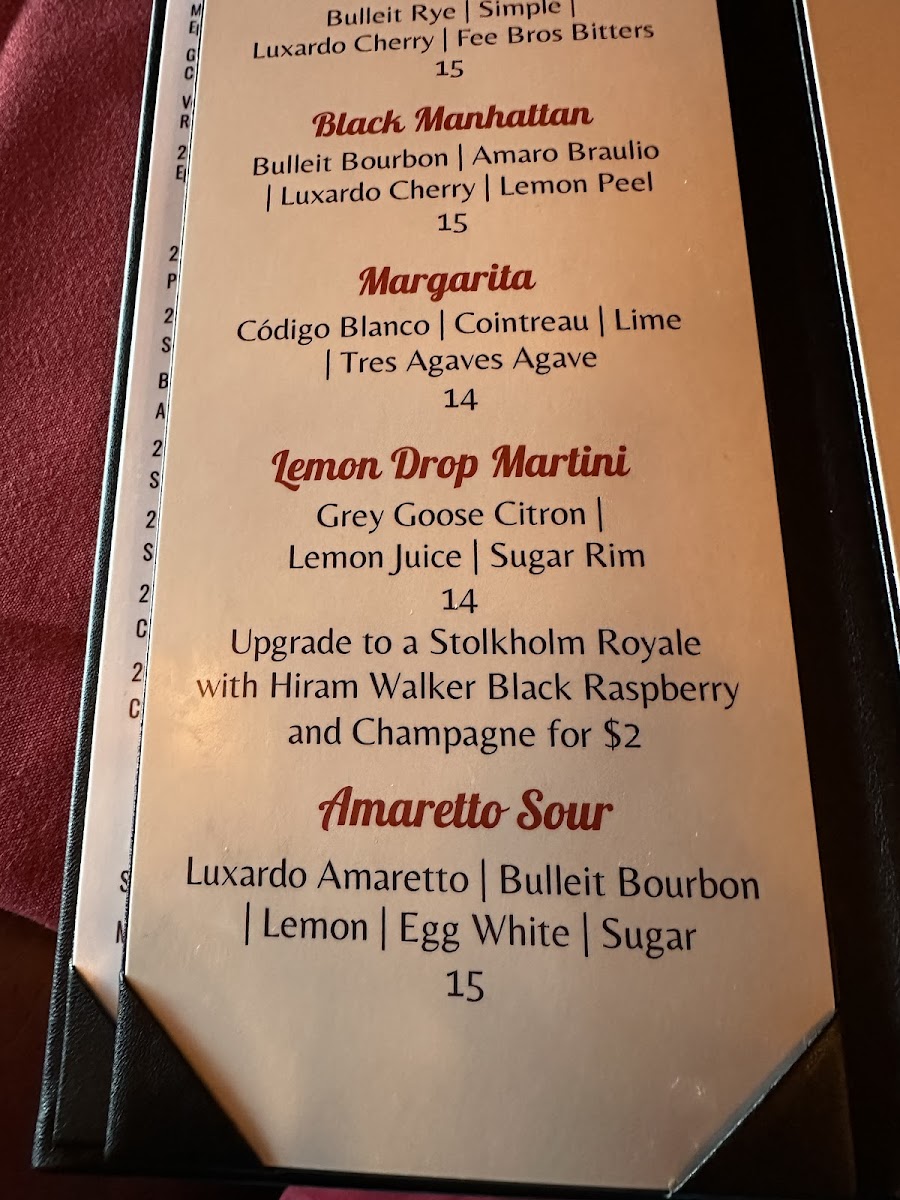 Bulleit Rye | Simple |
Luxardo Cherry | Fee Bros Bitters
15
Black Manhattan
Bulleit Bourbon | Amaro Braulio
| Luxardo Cherry | Lemon Peel
15
Margarita
Código Blanco | Cointreau | Lime
| Tres Agaves Agave
14
Lemon Drop Martini
Grey Goose Citron |
Lemon Juice | Sugar Rim
14
Upgrade to a Stolkholm Royale
with Hiram Walker Black Raspberry
and Champagne for $2
Amaretto Sour
Luxardo Amaretto | Bulleit Bourbon
| Lemon | Egg White | Sugar
15